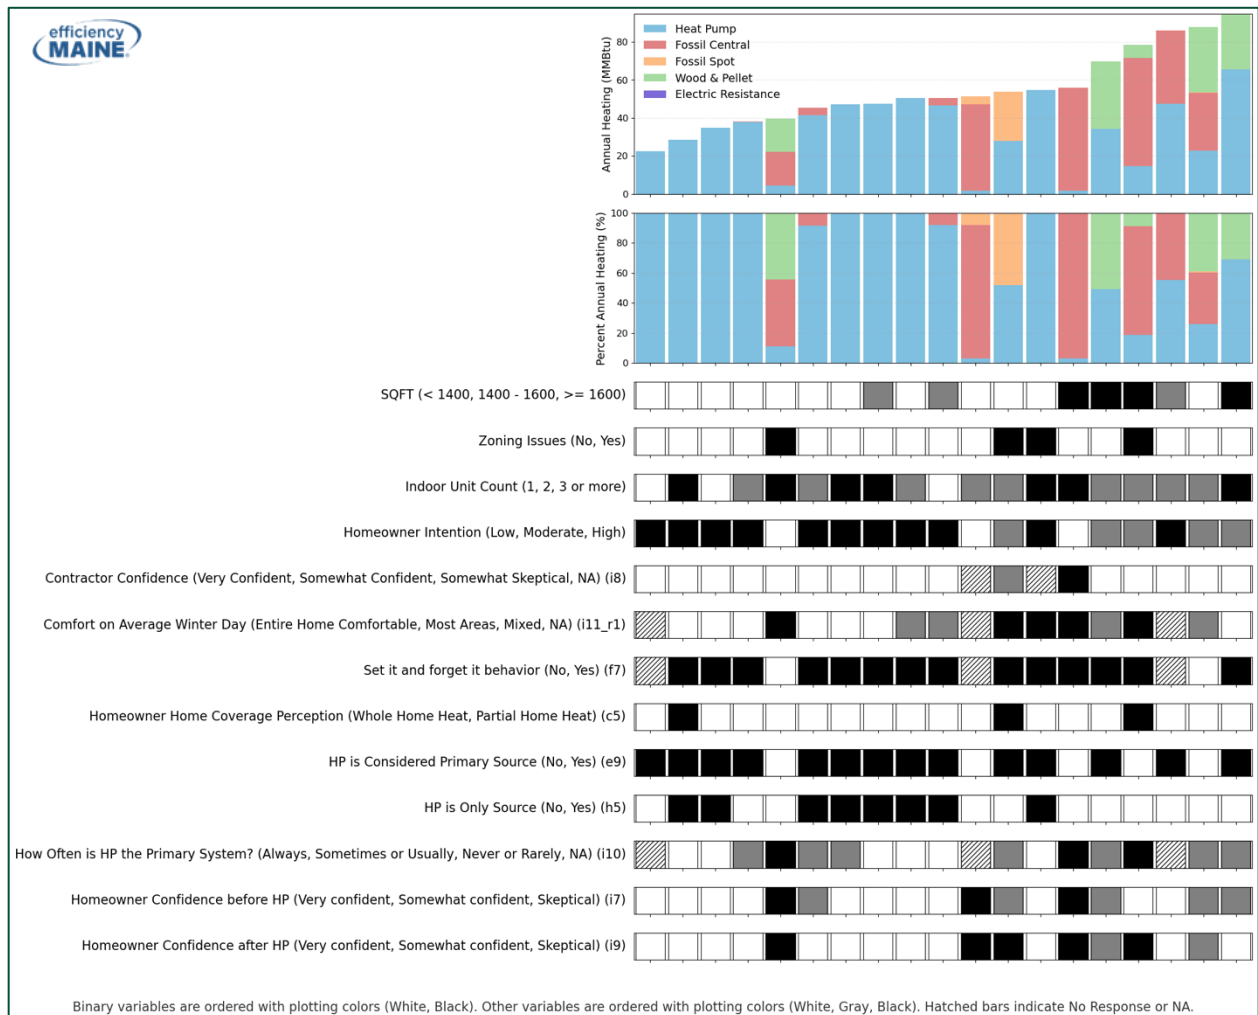 efficiency
MAINE
Annual Heating (MMBtu)
80
60
40
20
0
Heat Pump
Fossil Central
Fossil Spot
Wood & Pellet
Electric Resistance
Percent Annual Heating (%)
100
80
60
40
20
0
SQFT (< 1400, 1400 - 1600, >= 1600)
Zoning Issues (No, Yes)
Indoor Unit Count (1, 2, 3 or more)
Homeowner Intention (Low, Moderate, High)
Contractor Confidence (Very Confident, Somewhat Confident, Somewhat Skeptical, NA) (i8)
Comfort on Average Winter Day (Entire Home Comfortable, Most Areas, Mixed, NA) (i11_r1)
Set it and forget it behavior (No, Yes) (f7)
Homeowner Home Coverage Perception (Whole Home Heat, Partial Home Heat) (c5)
HP is Considered Primary Source (No, Yes) (e9)
HP is Only Source (No, Yes) (h5)
How Often is HP the Primary System? (Always, Sometimes or Usually, Never or Rarely, NA) (i10)
Homeowner Confidence before HP (Very confident, Somewhat confident, Skeptical) (i7)
Homeowner Confidence after HP (Very confident, Somewhat confident, Skeptical) (i9)
Binary variables are ordered with plotting colors (White, Black). Other variables are ordered with plotting colors (White, Gray, Black). Hatched bars indicate No Response or NA.